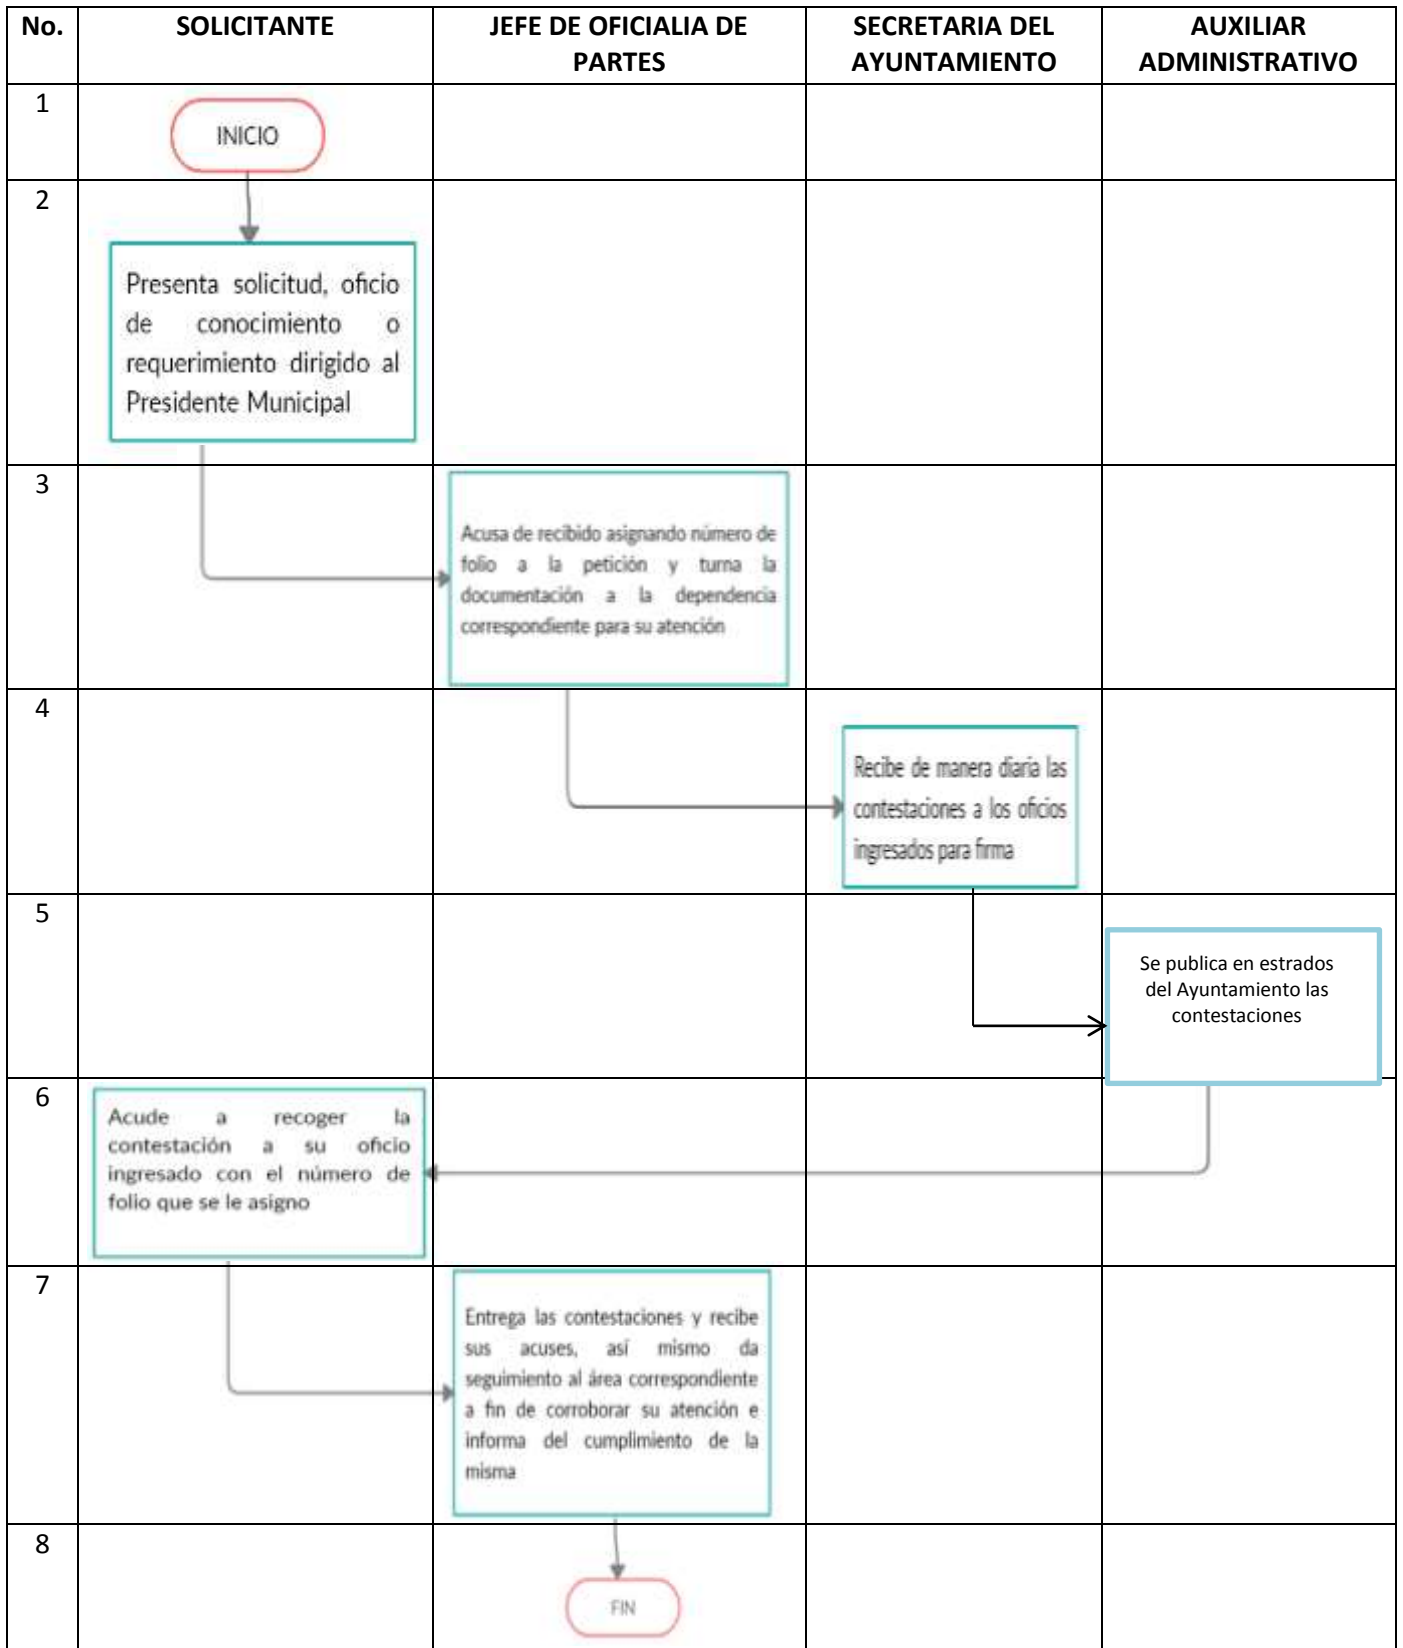 No. SOLICITANTE JEFE DE OFICIALIA DE PARTES SECRETARIA DEL AYUNTAMIENTO AUXILIAR ADMINISTRATIVO
1
INICIO
2
Presenta solicitud, oficio
de conocimiento o
requerimiento dirigido al
Presidente Municipal
3
Acusa de recibido asignando número de
folio a la petición y turna la
documentación a la dependencia
correspondiente para su atención
4
Recibe de manera diaria las
contestaciones a los oficios
ingresados para firma
5
Se publica en estrados
del Ayuntamiento las
contestaciones
6
Acude a recoger la
contestación a su oficio
ingresado con el número de
folio que se le asigno
7
Entrega las contestaciones y recibe
sus acuses, así mismo da
seguimiento al área correspondiente
a fin de corroborar su atención e
informa del cumplimiento de la
misma
8
FIN